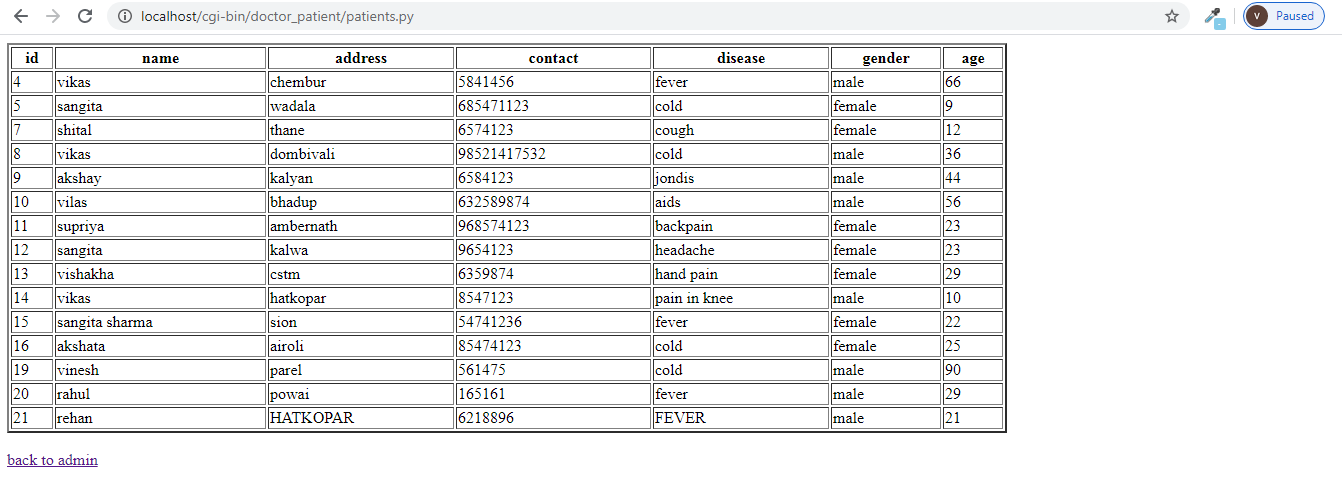 localhost/cgi-bin/doctor_patient/patients.py
V Paused
id name address contact disease gender age
4 vikas chembur 5841456 fever male 66
5 sangita wadala 685471123 cold female 9
7 shital thane 6574123 cough female 12
8 vikas dombivali 98521417532 cold male 36
9 akshay kalyan 6584123 jondis male 44
10 vilas bhadup 632589874 aids male 56
11 supriya ambernath 968574123 backpain female 23
12 sangita kalwa 9654123 headache female 23
13 vishakha cstm 6359874 hand pain female 29
14 vikas hatkopar 8547123 pain in knee male 10
15 sangita sharma sion 54741236 fever female 22
16 akshata airoli 85474123 cold female 25
19 vinesh parel 561475 cold male 90
20 rahul powai 165161 fever male 29
21 rehan HATKOPAR 6218896 FEVER male 21
back to admin